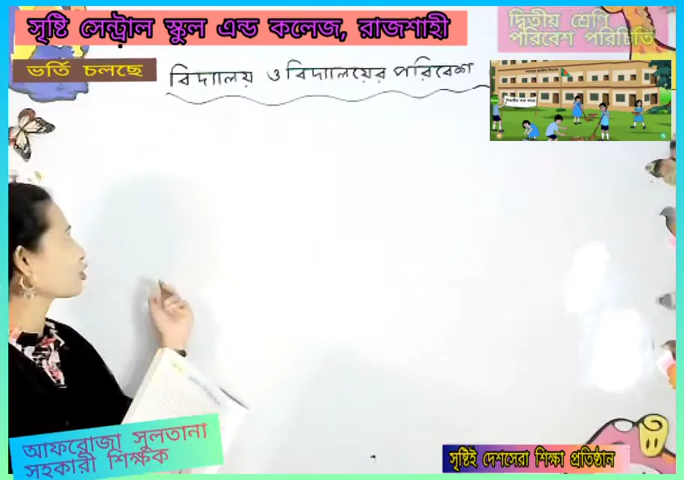 সৃষ্টি সেন্ট্রাল স্কুল এন্ড কলেজ, রাজশাহী
দ্বিতীয় শ্রেণি
পরিবেশ পরিচিতি
ভর্তি চলছে
বিদ্যালয় ও বিদ্যালয়ের পরিবেশ
আফরোজা সুলতানা
সহকারী শিক্ষক
সৃষ্টিই দেশসেরা শিক্ষা প্রতিষ্ঠান